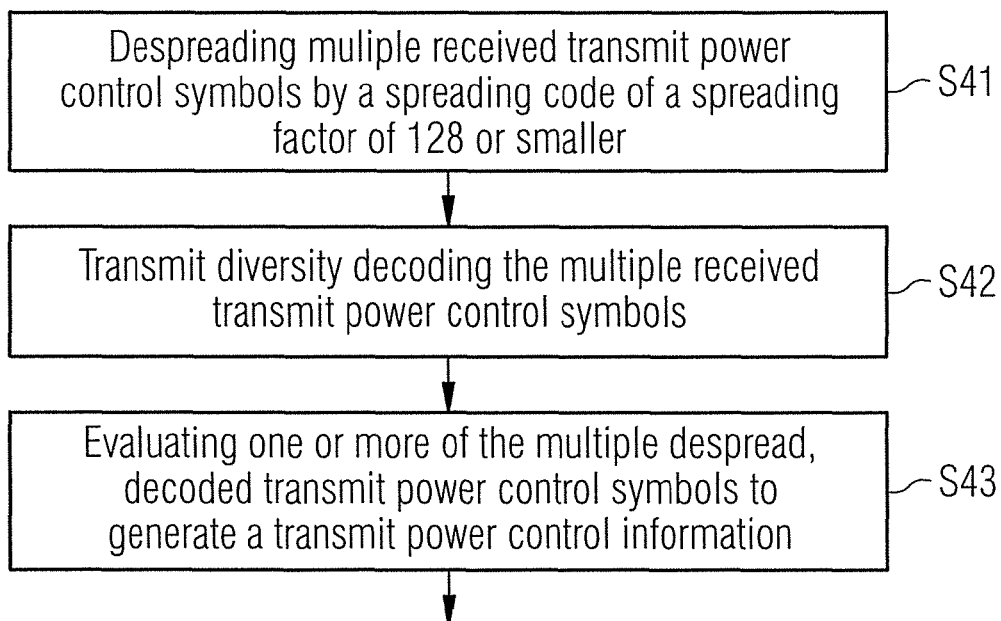 Despreading muliple received transmit power
control symbols by a spreading code of a spreading
factor of 128 or smaller
S41
Transmit diversity decoding the multiple received
transmit power control symbols
S42
Evaluating one or more of the multiple despread,
decoded transmit power control symbols to
generate a transmit power control information
S43